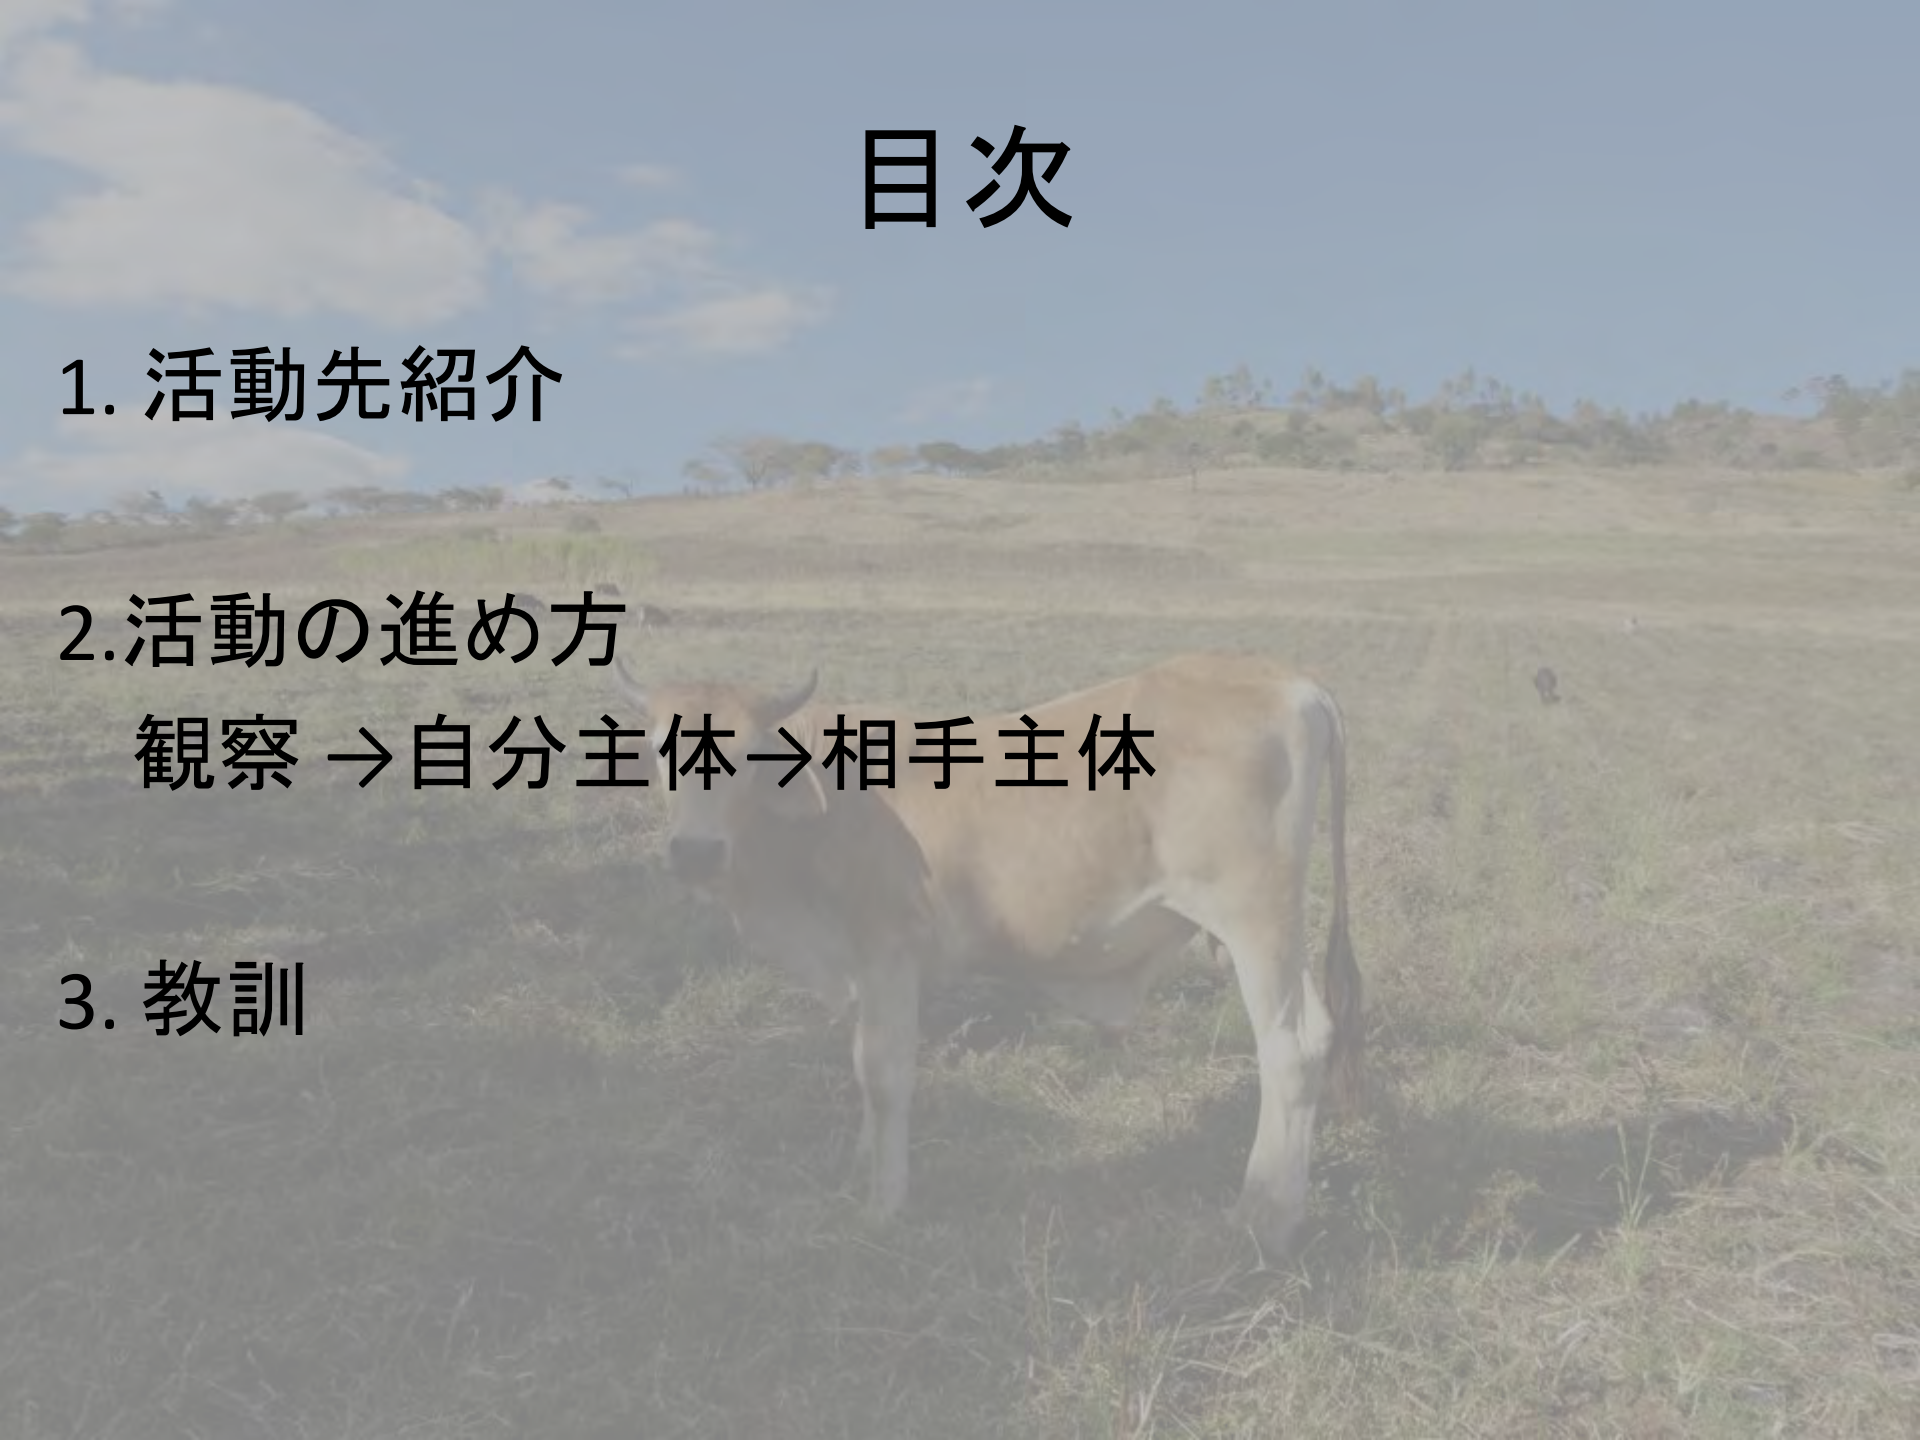 目次
1. 活動先紹介
2.活動の進め方
観察 →自分主体→相手主体
3. 教訓